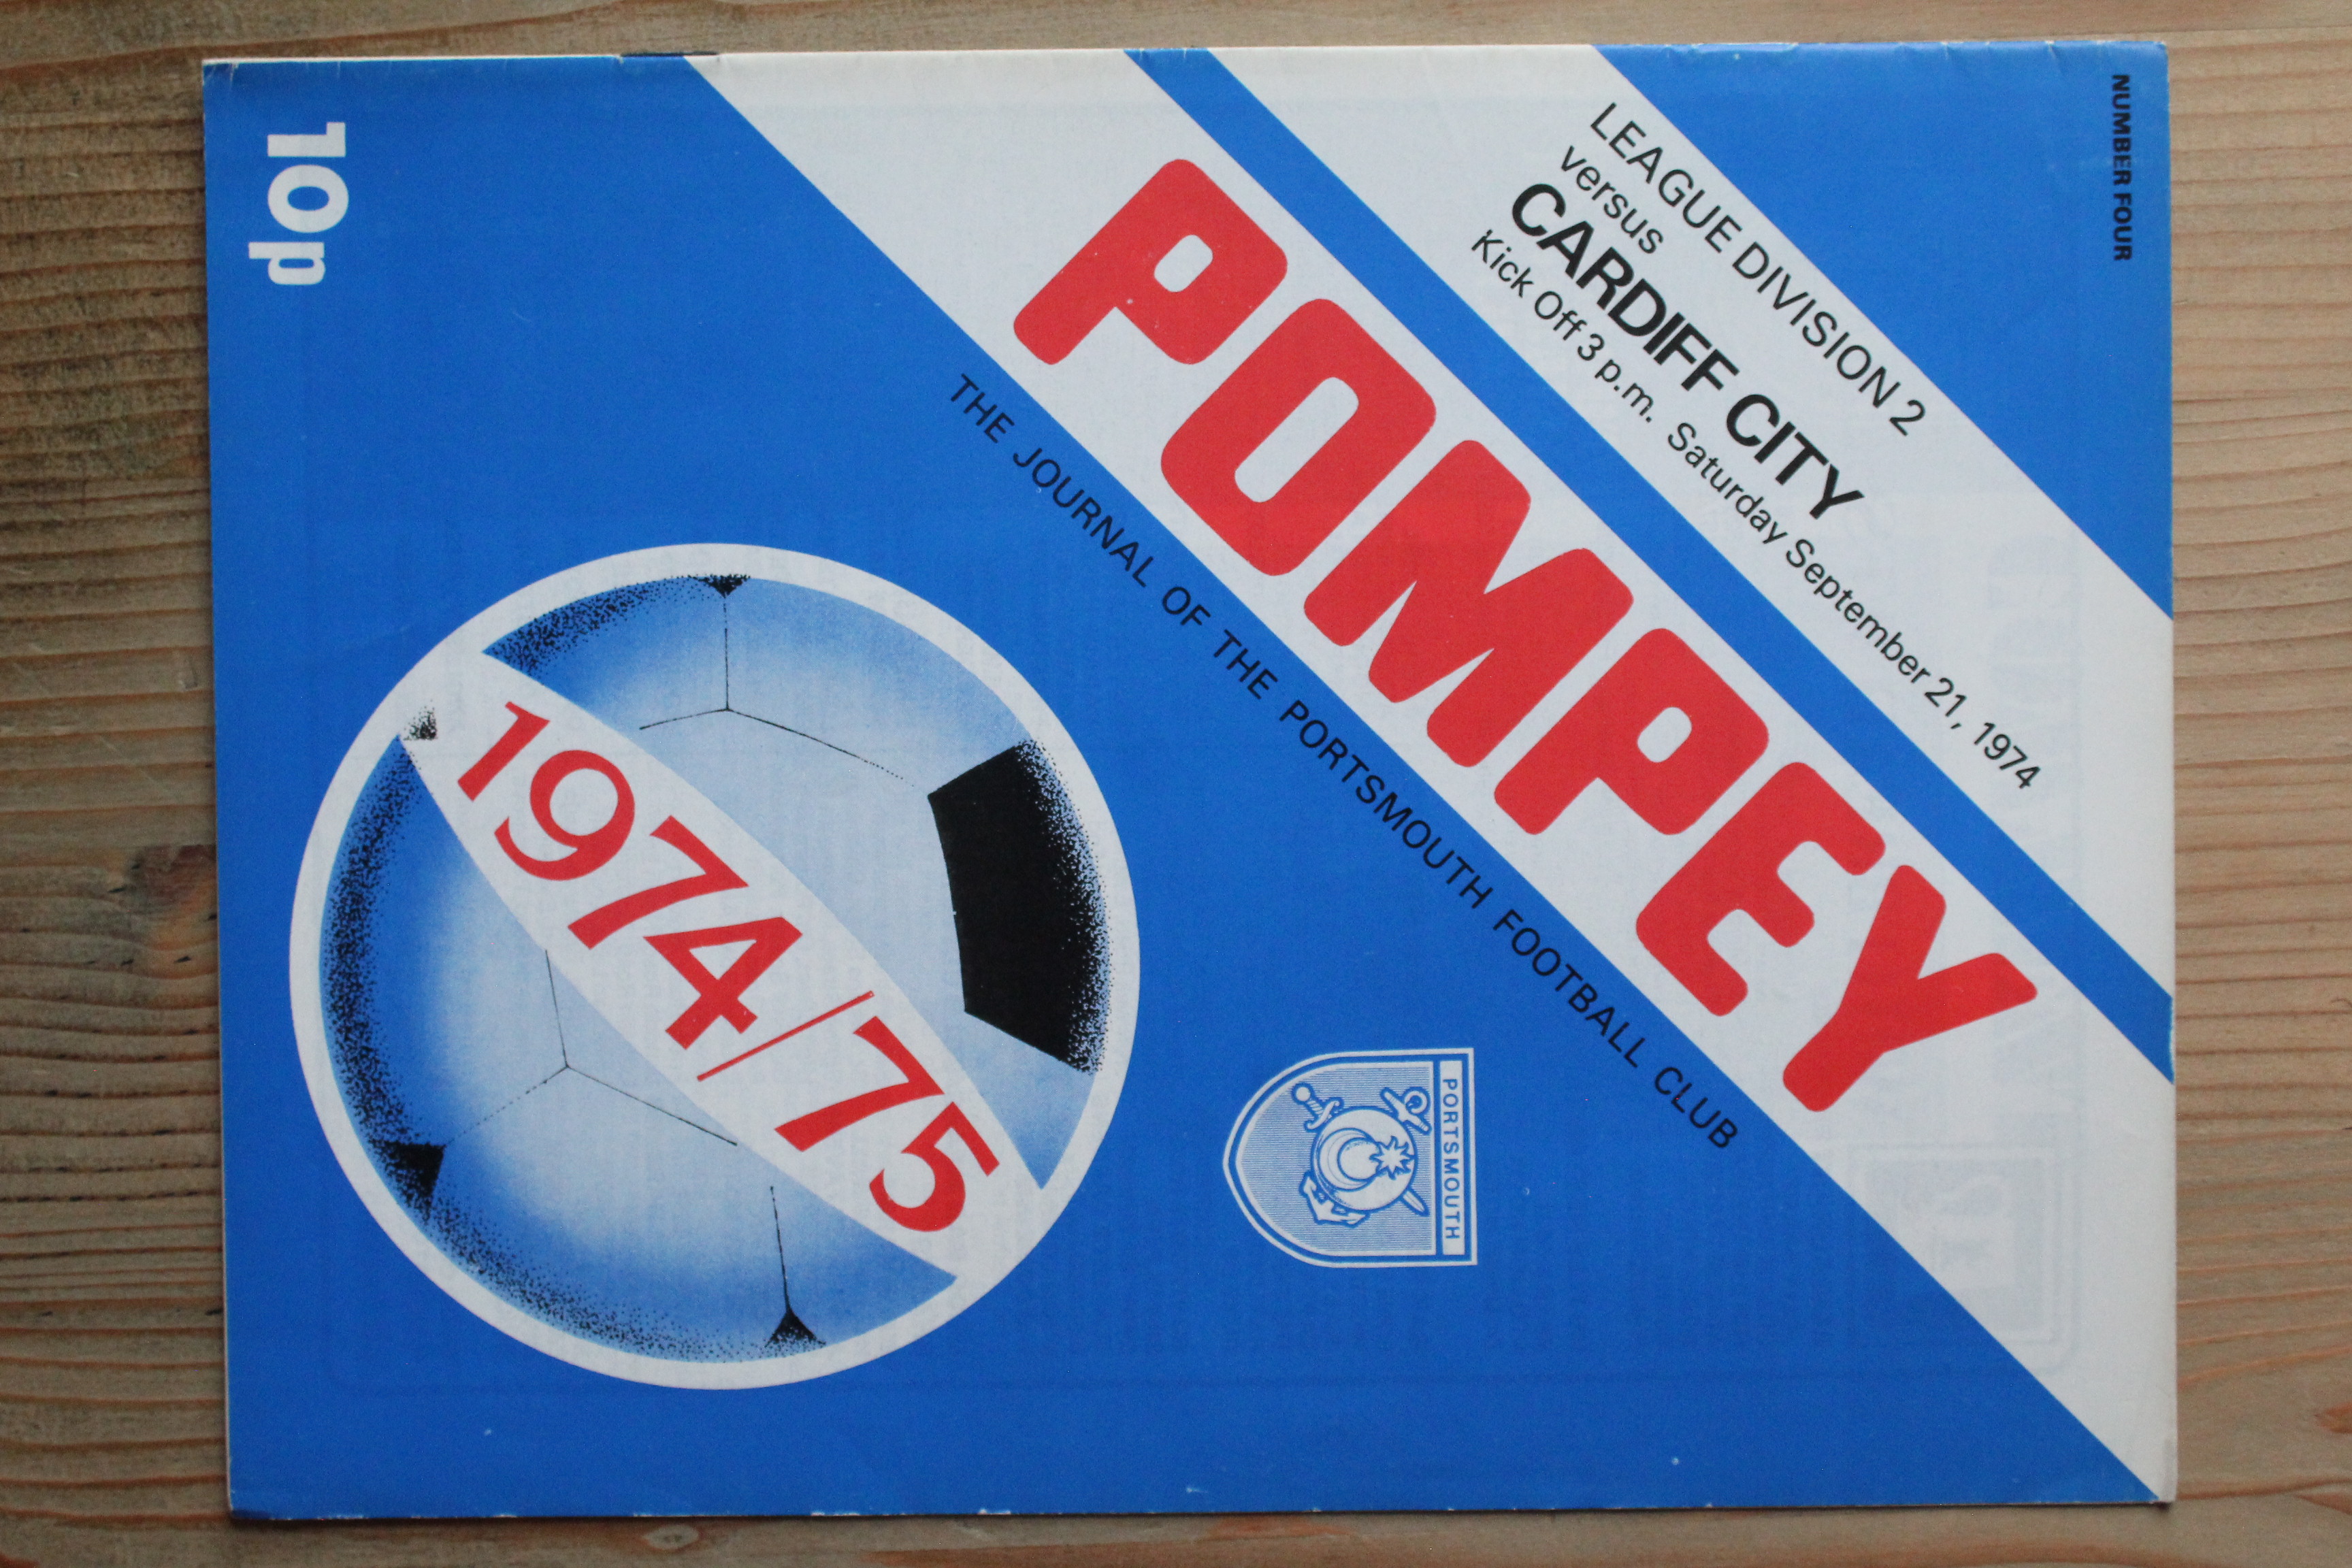 NUMBER FOUR
LEAGUE DIVISION 2
versus
CARDIFF CITY
Kick Off 3 p.m. Saturday September 21, 1974
POMPEY
THE JOURNAL OF THE PORTSMOUTH FOOTBALL CLUB
PORTSMOUTH
1974/75
10p